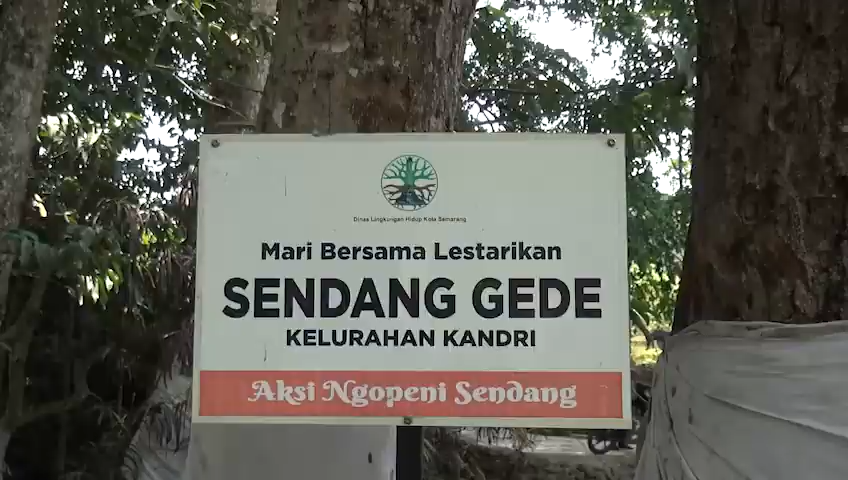 Dinas Lingkungan Hidup Kota Semarang
Mari Bersama Lestarikan
SENDANG GEDE
KELURAHAN KANDRI
Aksi Ngopeni Sendang